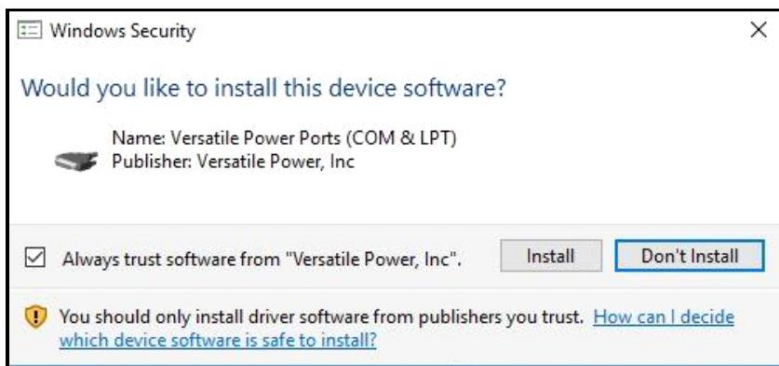 Windows Security
Would you like to install this device software?
Name: Versatile Power Ports (COM & LPT)
Publisher: Versatile Power, Inc
Always trust software from "Versatile Power, Inc".
Install
Don't Install
You should only install driver software from publishers you trust. How can I decide
which device software is safe to install?